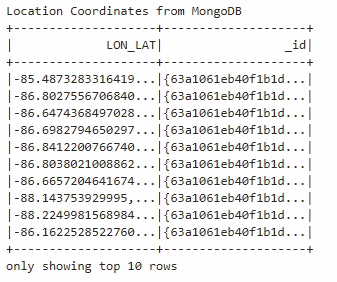 Location Coordinates from MongoDB
+--------------------+--------------------+
|             LON_LAT|                 _id|
+--------------------+--------------------+
|-85.4873283316419...|{63a1061eb40f1b1d...|
|-86.8027556706840...|{63a1061eb40f1b1d...|
|-86.6474368497028...|{63a1061eb40f1b1d...|
|-86.6982794650297...|{63a1061eb40f1b1d...|
|-86.8412200766740...|{63a1061eb40f1b1d...|
|-86.8038021008862...|{63a1061eb40f1b1d...|
|-86.6657204641674...|{63a1061eb40f1b1d...|
|-88.143753929995,...|{63a1061eb40f1b1d...|
|-88.2249981568984...|{63a1061eb40f1b1d...|
|-86.1622528522760...|{63a1061eb40f1b1d...|
+--------------------+--------------------+
only showing top 10 rows